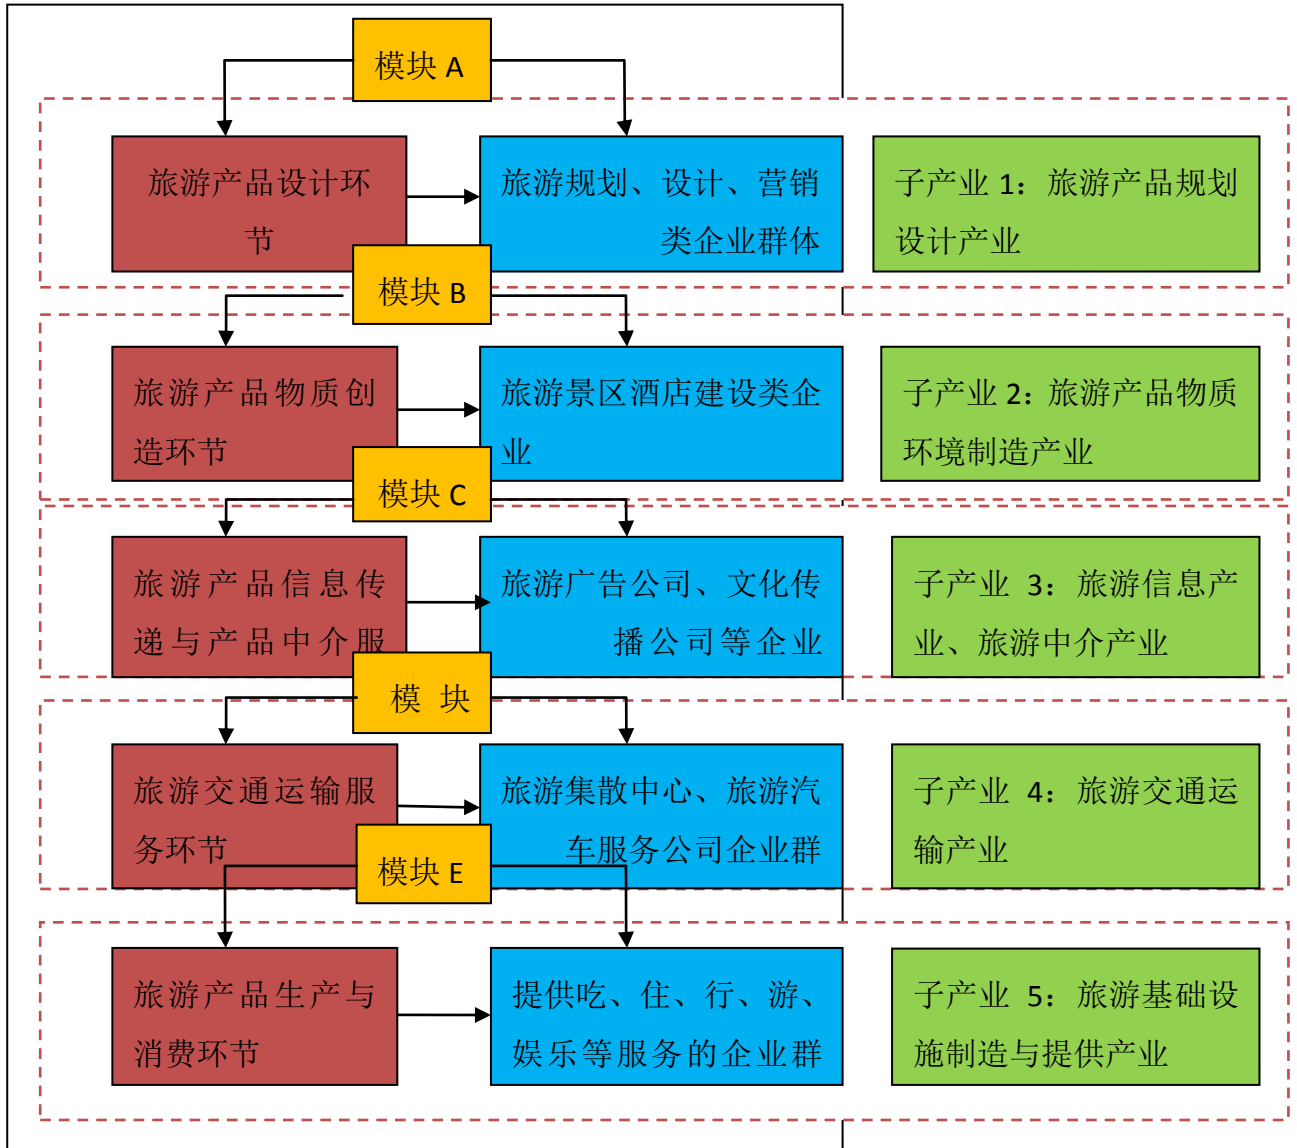 模块 A
旅游产品设计环
节
旅游规划、设计、营销
类企业群体
子产业 1：旅游产品规划
设计产业
模块 B
旅游产品物质创
造环节
旅游景区酒店建设类企
业
子产业 2：旅游产品物质
环境制造产业
模块 C
旅游产品信息传
递与产品中介服
旅游广告公司、文化传
播公司等企业
子产业 3：旅游信息产
业、旅游中介产业
模 块
旅游交通运输服
务环节
旅游集散中心、旅游汽
车服务公司企业群
子产业 4：旅游交通运
输产业
模块 E
旅游产品生产与
消费环节
提供吃、住、行、游、
娱乐等服务的企业群
子产业 5：旅游基础设
施制造与提供产业